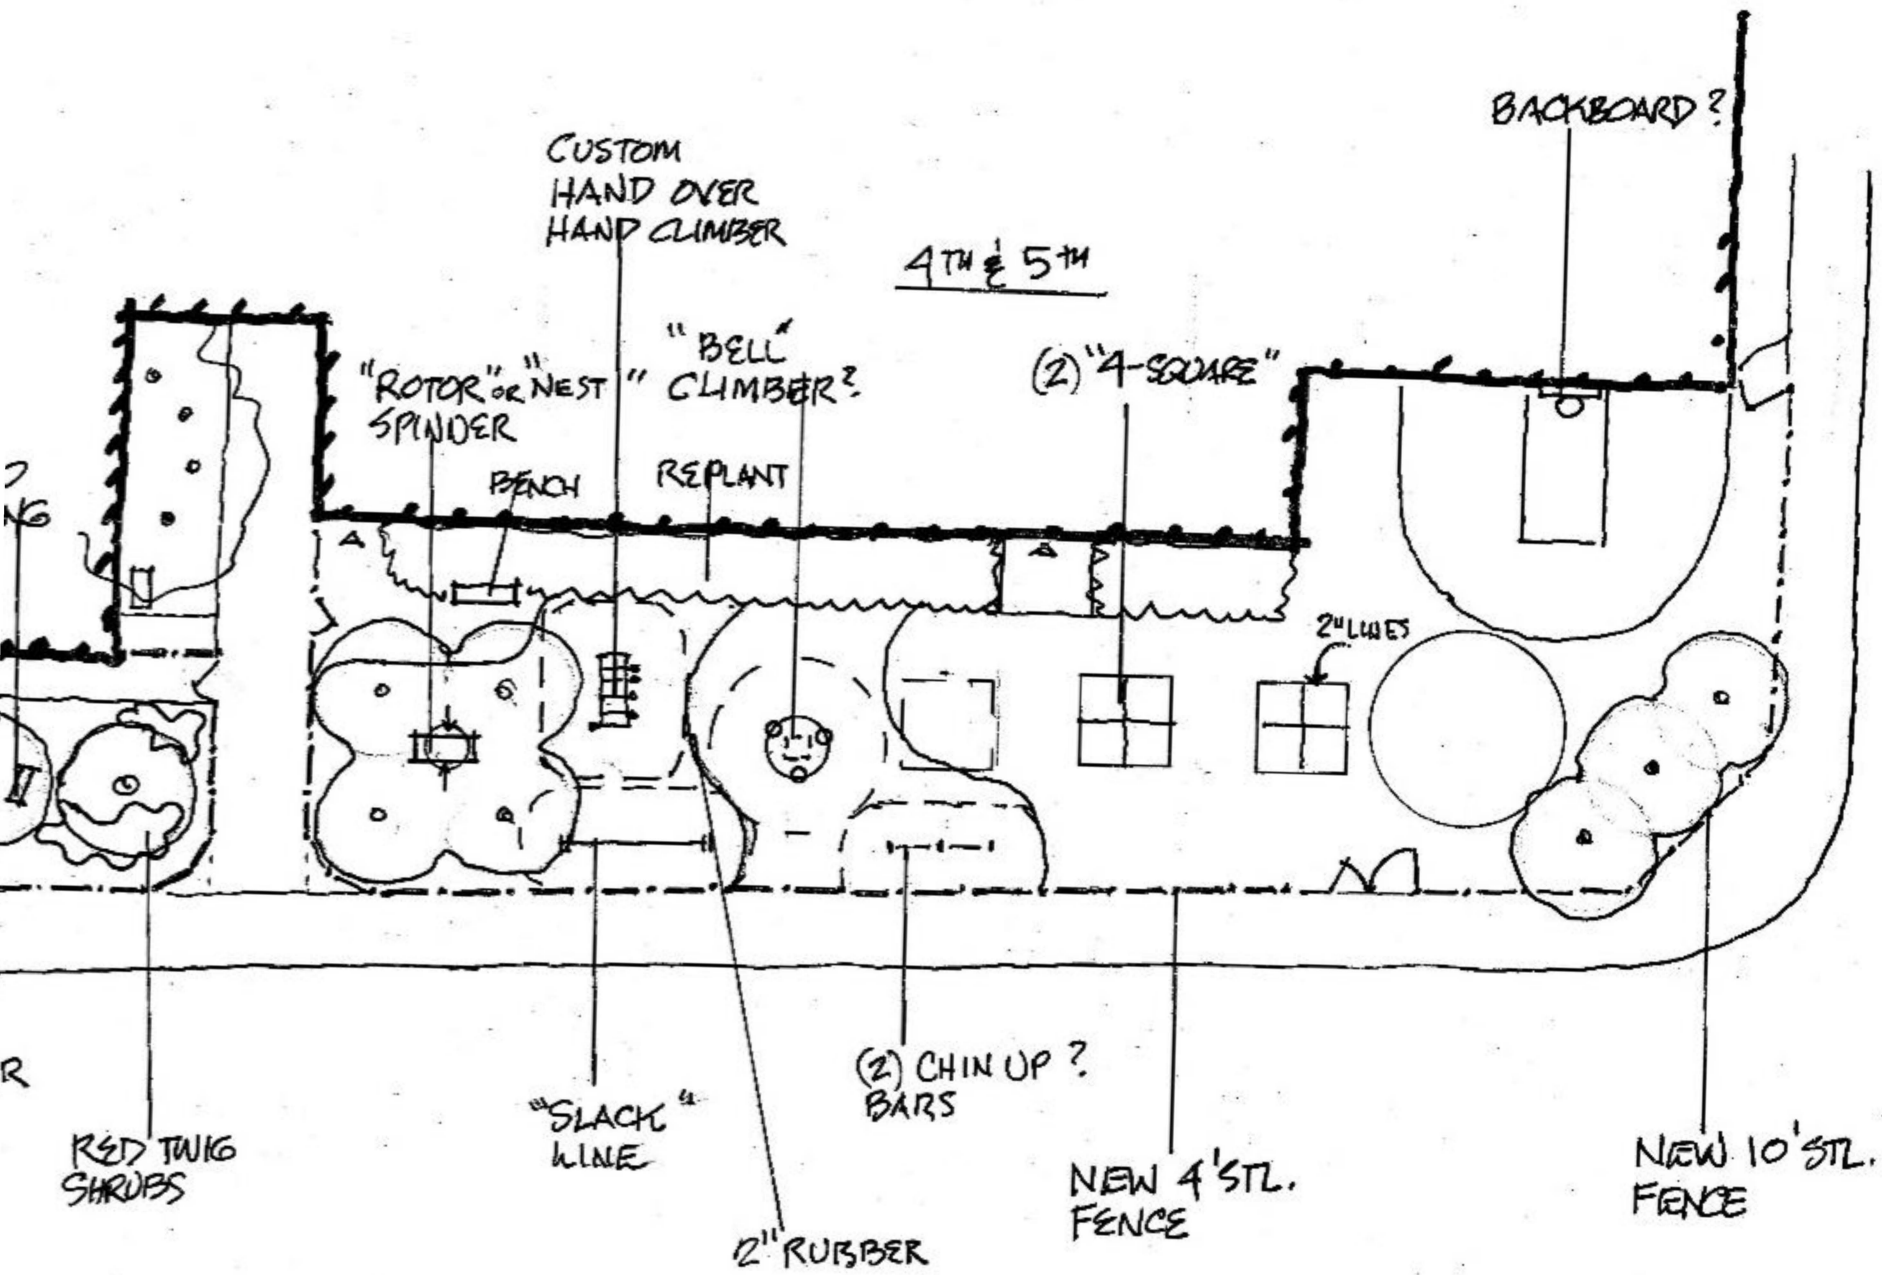 BACKBOARD?
CUSTOM
HAND OVER
HAND CLIMBER
4TH & 5TH
"ROTOR" OR "NEST"
SPINDER
"BELL"
CLIMBER?
(2) "4-SQUARE"
BENCH
REPLANT
2" LINES
RED TWIG
SHRUBS
"SLACK"
LINE
2" RUBBER
(2) CHIN UP?
BARS
NEW 4' STL.
FENCE
NEW 10' STL.
FENCE